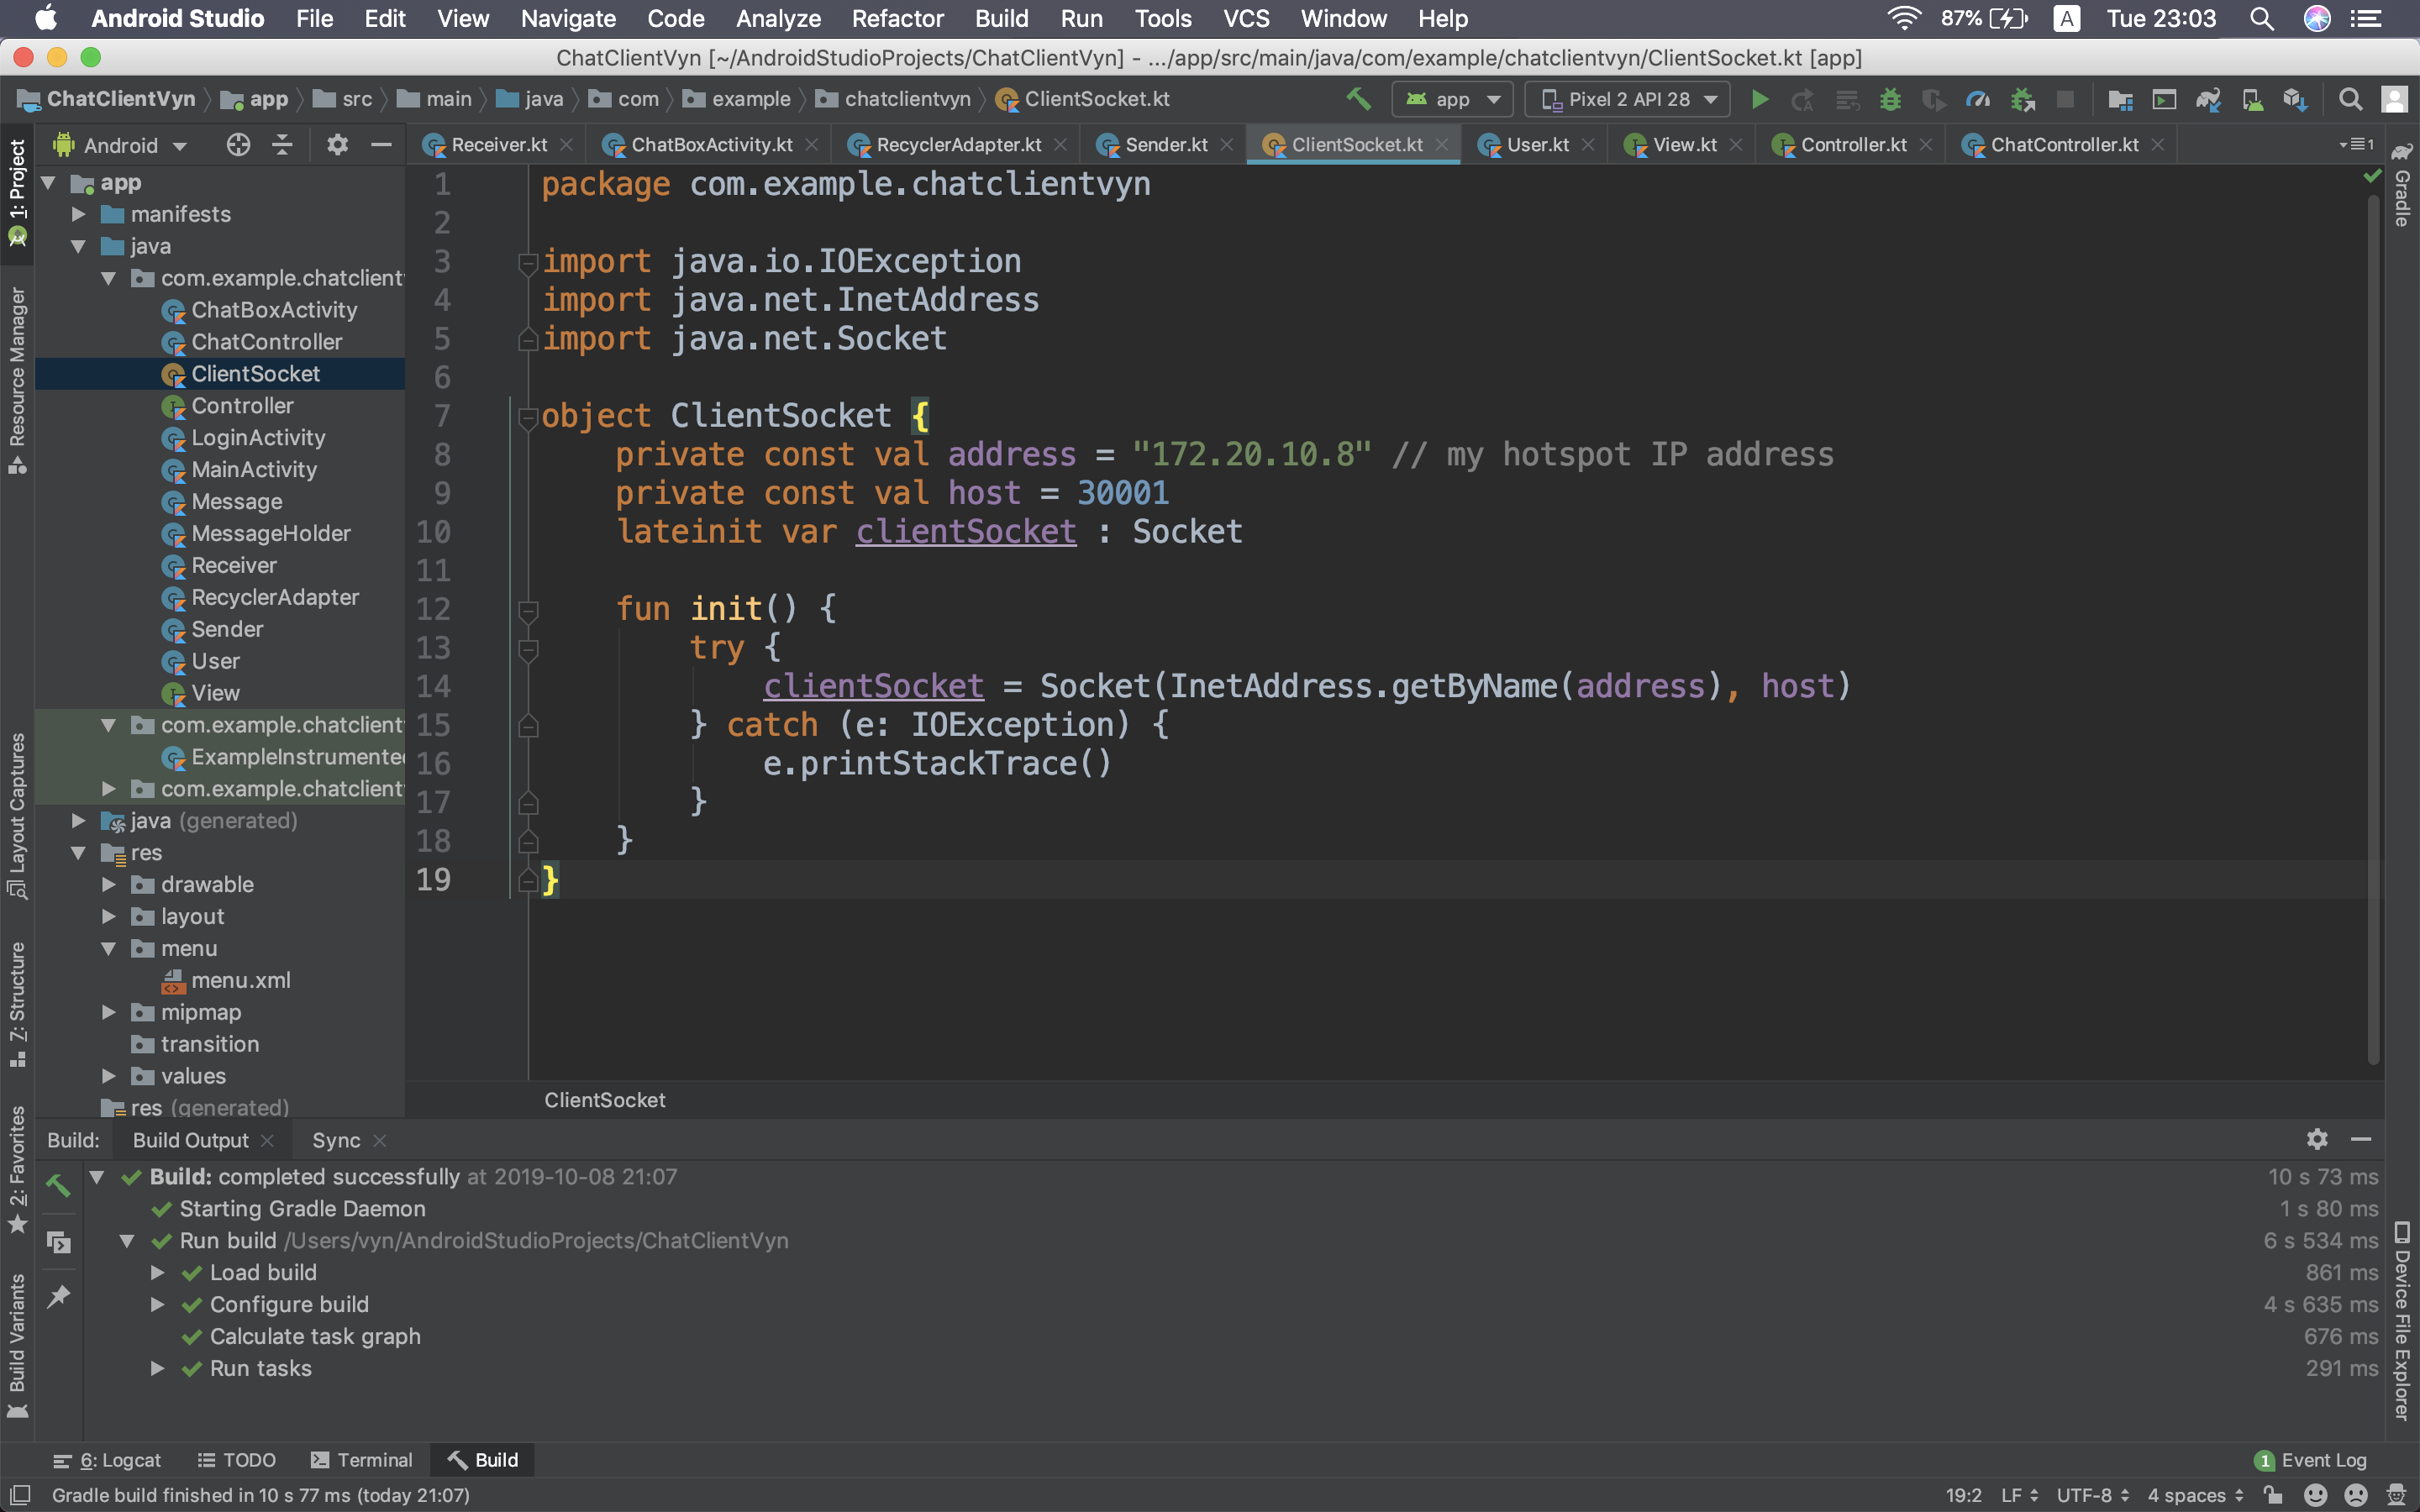 Android Studio File Edit View Navigate Code Analyze Refactor Build Run Tools VCS Window Help 87% A Tue 23:03
ChatClientVyn [~/AndroidStudioProjects/ChatClientVyn] - .../app/src/main/java/com/example/chatclientvyn/ClientSocket.kt [app]
ChatClientVyn app src main java com example chatclientvyn ClientSocket.kt app Pixel 2 API 28
Android
Receiver.kt ChatBoxActivity.kt RecyclerAdapter.kt Sender.kt ClientSocket.kt User.kt View.kt Controller.kt ChatController.kt 1
1: Project
Resource Manager
Layout Captures
7: Structure
2: Favorites
Build Variants
app
manifests
java
com.example.chatclient
ChatBoxActivity
ChatController
ClientSocket
Controller
LoginActivity
MainActivity
Message
MessageHolder
Receiver
RecyclerAdapter
Sender
User
View
com.example.chatclient
ExampleInstrumente
com.example.chatclient
java (generated)
res
drawable
layout
menu
menu.xml
mipmap
transition
values
res (generated)
1 package com.example.chatclientvyn
2
3 import java.io.IOException
4 import java.net.InetAddress
5 import java.net.Socket
6
7 object ClientSocket {
8 private const val address = "172.20.10.8" // my hotspot IP address
9 private const val host = 30001
10 lateinit var clientSocket : Socket
11
12 fun init() {
13 try {
14 clientSocket = Socket(InetAddress.getByName(address), host)
15 } catch (e: IOException) {
16 e.printStackTrace()
17 }
18 }
19 }
ClientSocket
Gradle
Device File Explorer
Build: Build Output Sync
Build: completed successfully at 2019-10-08 21:07 10 s 73 ms
Starting Gradle Daemon 1 s 80 ms
Run build /Users/vyn/AndroidStudioProjects/ChatClientVyn 6 s 534 ms
Load build 861 ms
Configure build 4 s 635 ms
Calculate task graph 676 ms
Run tasks 291 ms
6: Logcat TODO Terminal Build 1 Event Log
Gradle build finished in 10 s 77 ms (today 21:07) 19:2 LF UTF-8 4 spaces